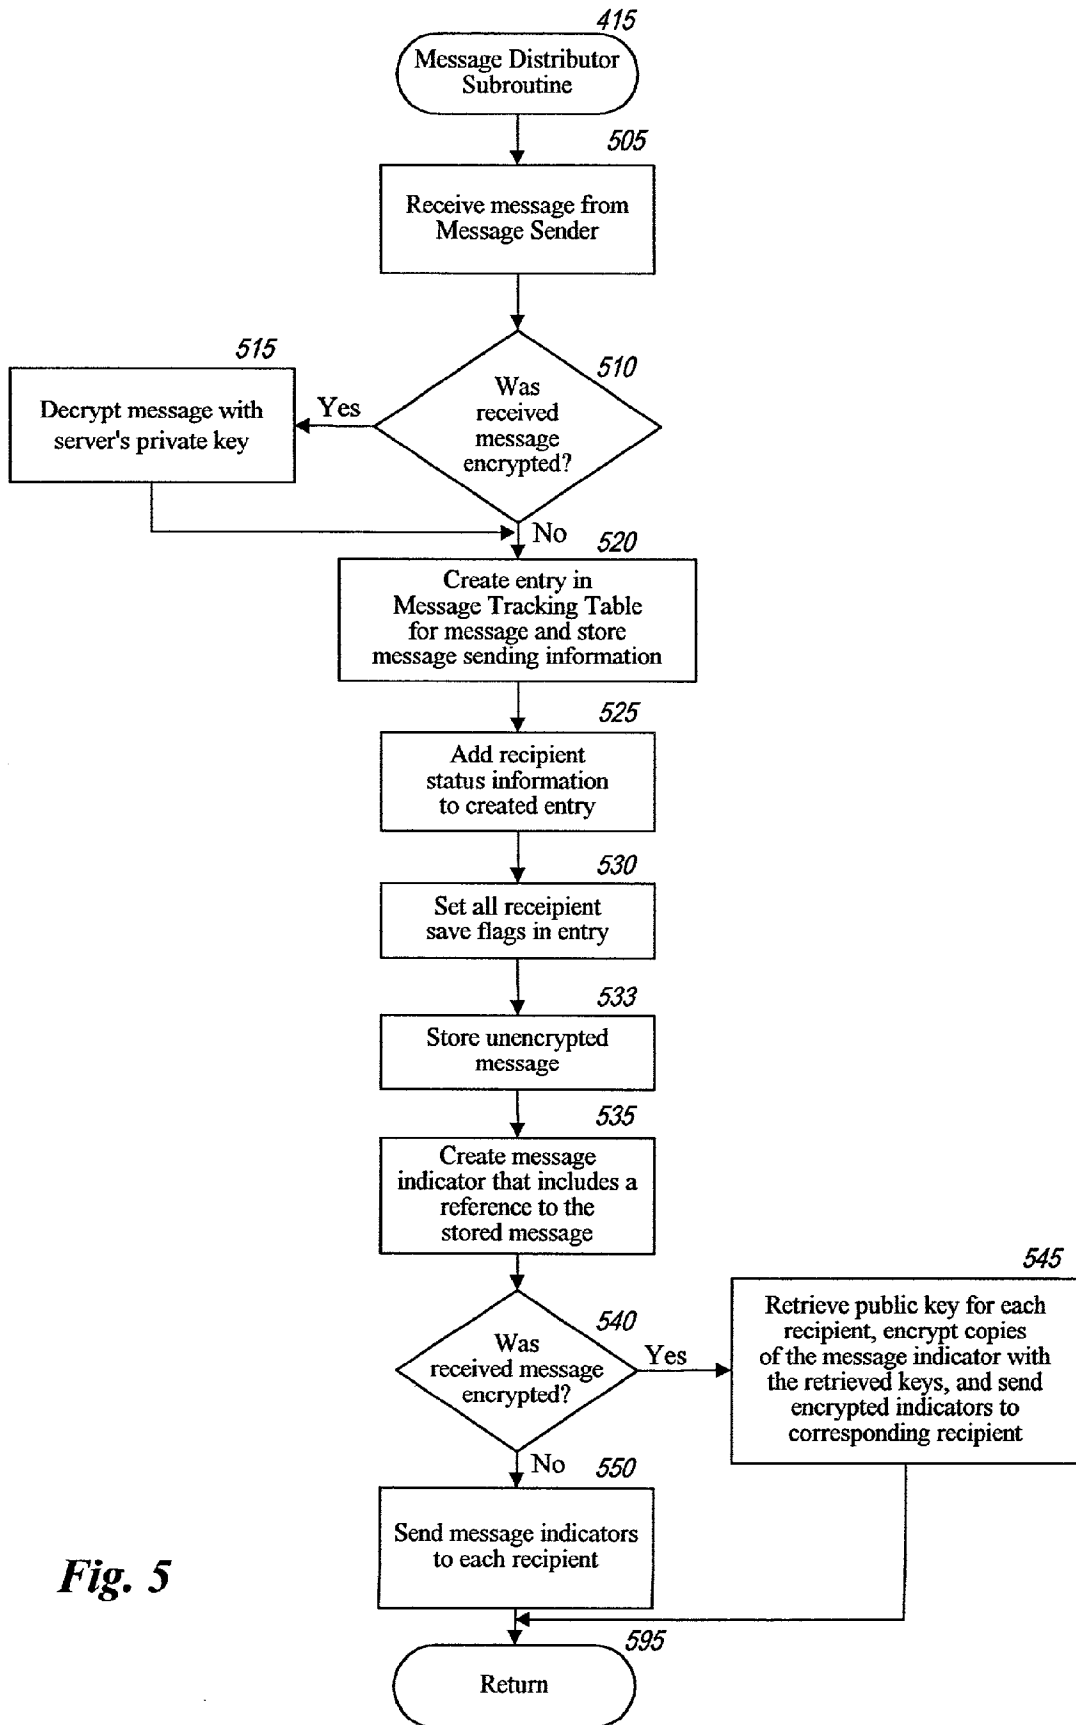 415
Message Distributor
Subroutine
505
Receive message from
Message Sender
510
Was
received
message
encrypted?
Yes
515
Decrypt message with
server's private key
No
520
Create entry in
Message Tracking Table
for message and store
message sending information
525
Add recipient
status information
to created entry
530
Set all receipient
save flags in entry
533
Store unencrypted
message
535
Create message
indicator that includes a
reference to the
stored message
540
Was
received message
encrypted?
Yes
545
Retrieve public key for each
recipient, encrypt copies
of the message indicator with
the retrieved keys, and send
encrypted indicators to
corresponding recipient
No
550
Send message indicators
to each recipient
595
Return
Fig. 5